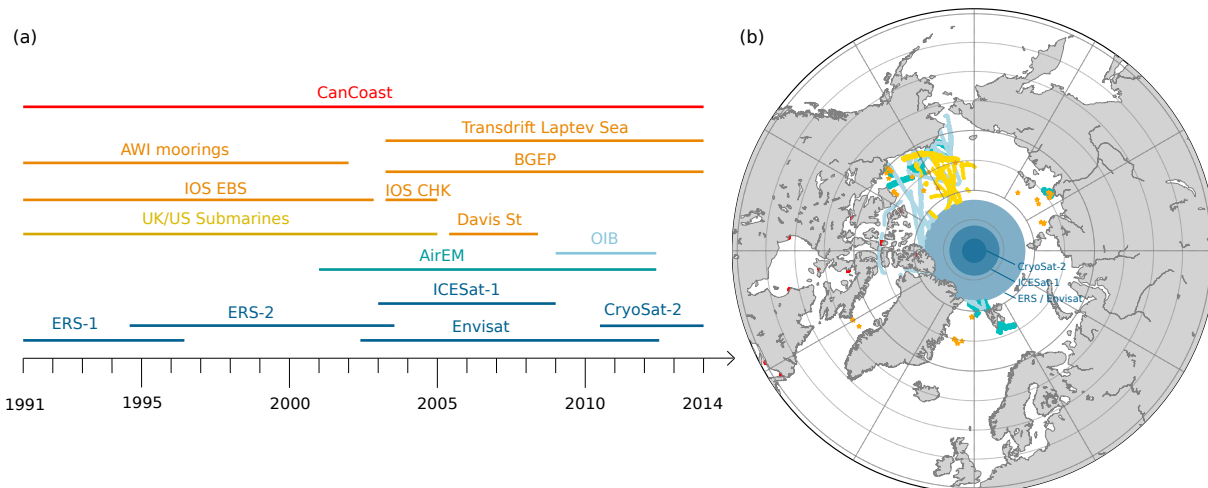 (a)
CanCoast
Transdrift Laptev Sea
AWI moorings
BGEP
IOS EBS
IOS CHK
UK/US Submarines
Davis St
OIB
AirEM
ICESat-1
ERS-1
ERS-2
Envisat
CryoSat-2
1991
1995
2000
2005
2010
2014
(b)
CryoSat-2
ICESat-1
ERS / Envisat